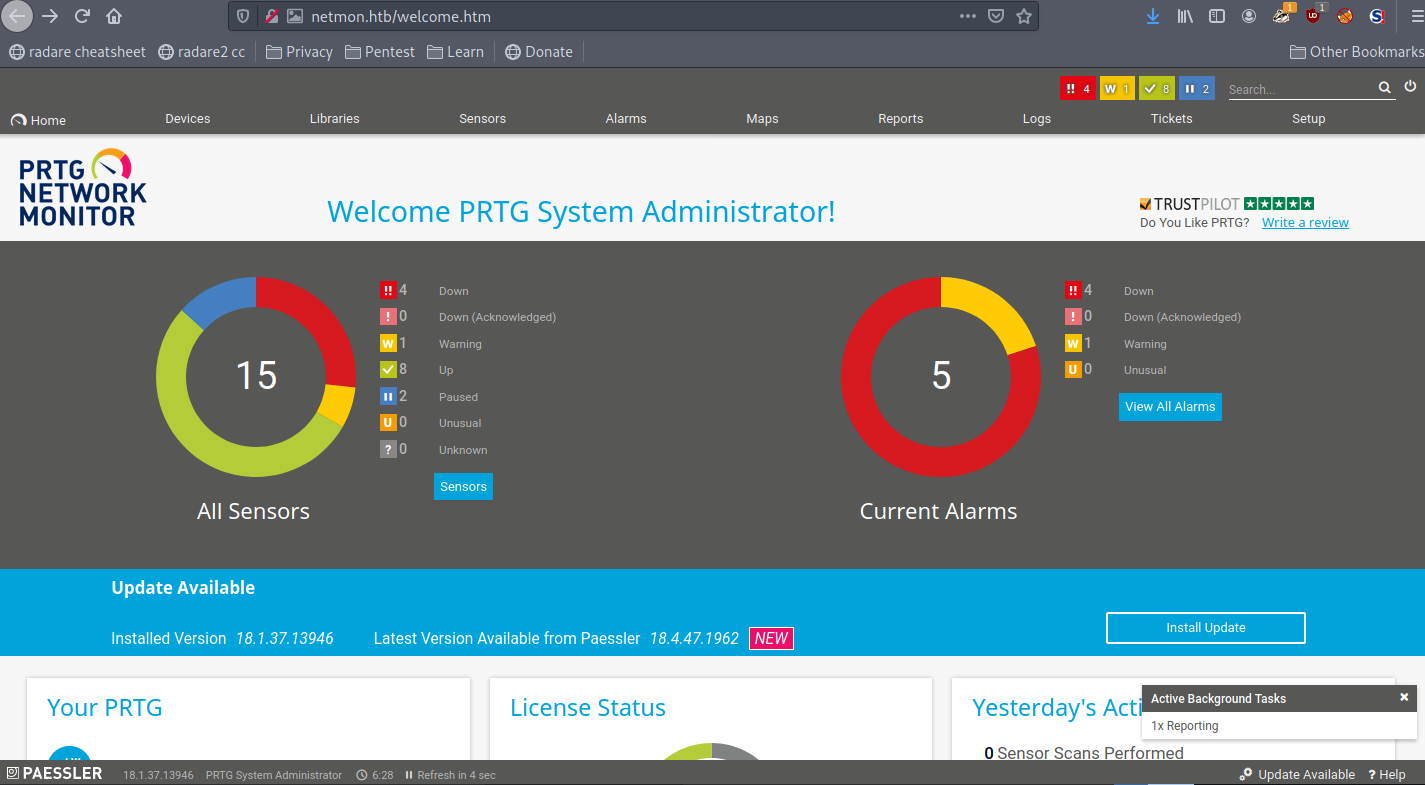 netmon.htb/welcome.htm
1 1
radare cheatsheet radare2 cc Privacy Pentest Learn Donate Other Bookmarks
!! 4 W 1 8 2 Search...
Home Devices Libraries Sensors Alarms Maps Reports Logs Tickets Setup
PRTG
NETWORK
MONITOR
Welcome PRTG System Administrator!
TRUSTPILOT
Do You Like PRTG? Write a review
15
!! 4 Down
! 0 Down (Acknowledged)
W 1 Warning
8 Up
2 Paused
U 0 Unusual
? 0 Unknown
Sensors
All Sensors
5
!! 4 Down
! 0 Down (Acknowledged)
W 1 Warning
U 0 Unusual
View All Alarms
Current Alarms
Update Available
Installed Version 18.1.37.13946 Latest Version Available from Paessler 18.4.47.1962 NEW
Install Update
Your PRTG
License Status
Yesterday's Acti
0 Sensor Scans Performed
Active Background Tasks
1x Reporting
PAESSLER 18.1.37.13946 PRTG System Administrator 6:28 Refresh in 4 sec Update Available ? Help